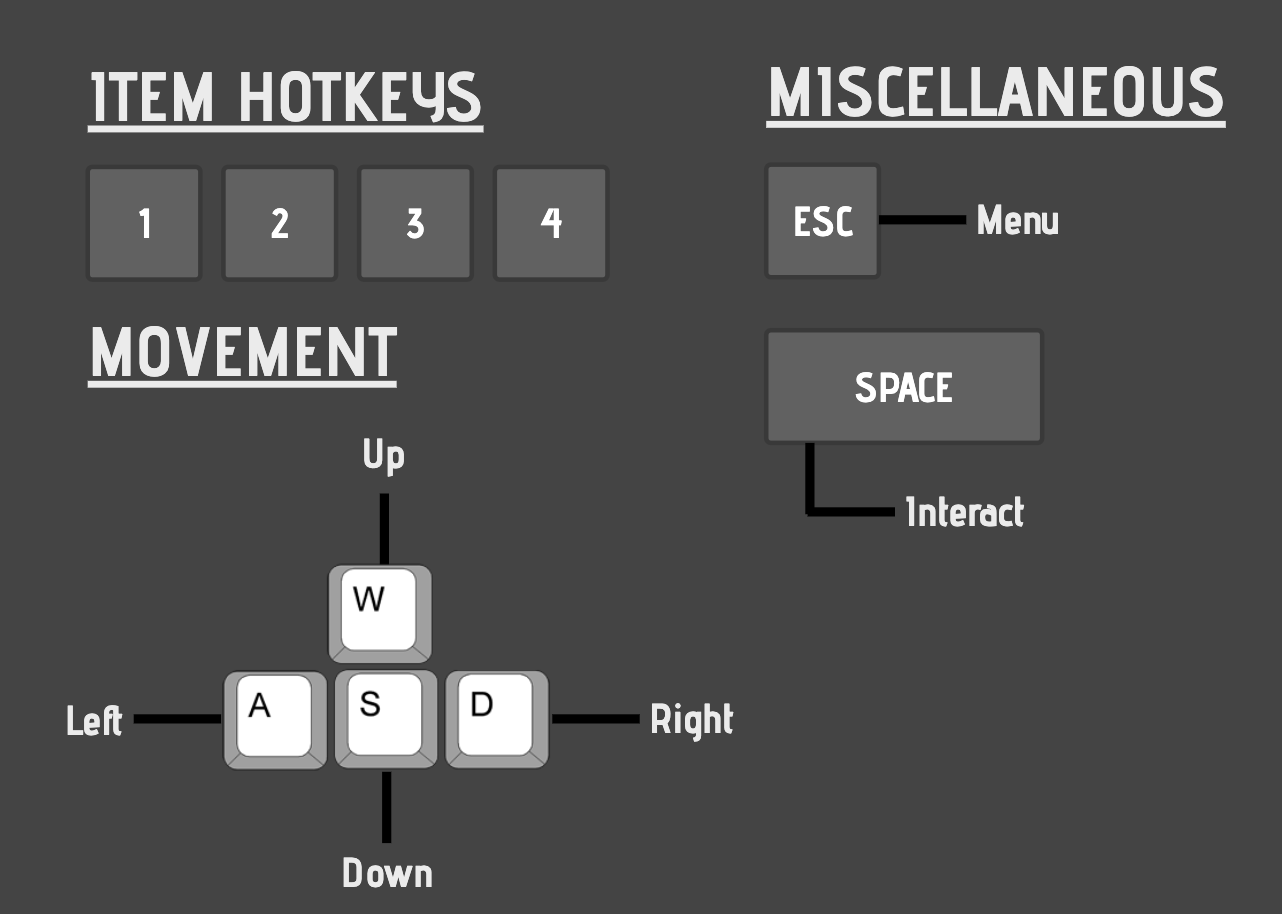 ITEM HOTKEYS
1 2 3 4
MOVEMENT
Up
W
Left A S D Right
Down
MISCELLANEOUS
ESC Menu
SPACE
Interact